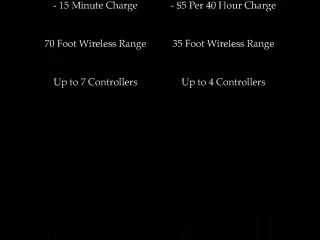 - 15 Minute Charge - $5 Per 40 Hour Charge
70 Foot Wireless Range 35 Foot Wireless Range
Up to 7 Controllers Up to 4 Controllers